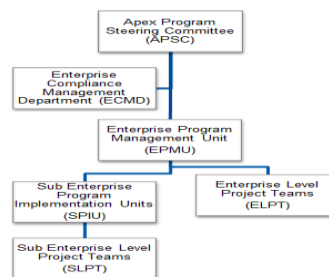 Apex Program
Steering Committee
(APSC)
Enterprise
Compliance
Management
Department (ECMD)
Enterprise Program
Management Unit
(EPMU)
Sub Enterprise
Program
Implementation Units
(SPIU)
Enterprise Level
Project Teams
(ELPT)
Sub Enterprise Level
Project Teams
(SLPT)